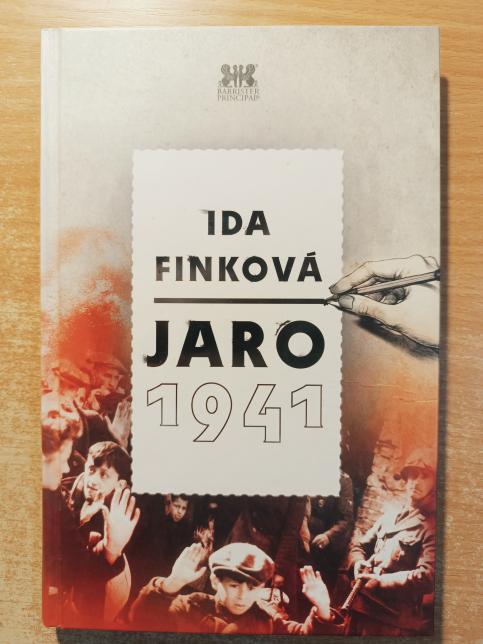 BARRISTER
PRINCIPAL®
IDA
FINKOVÁ
JARO
1941